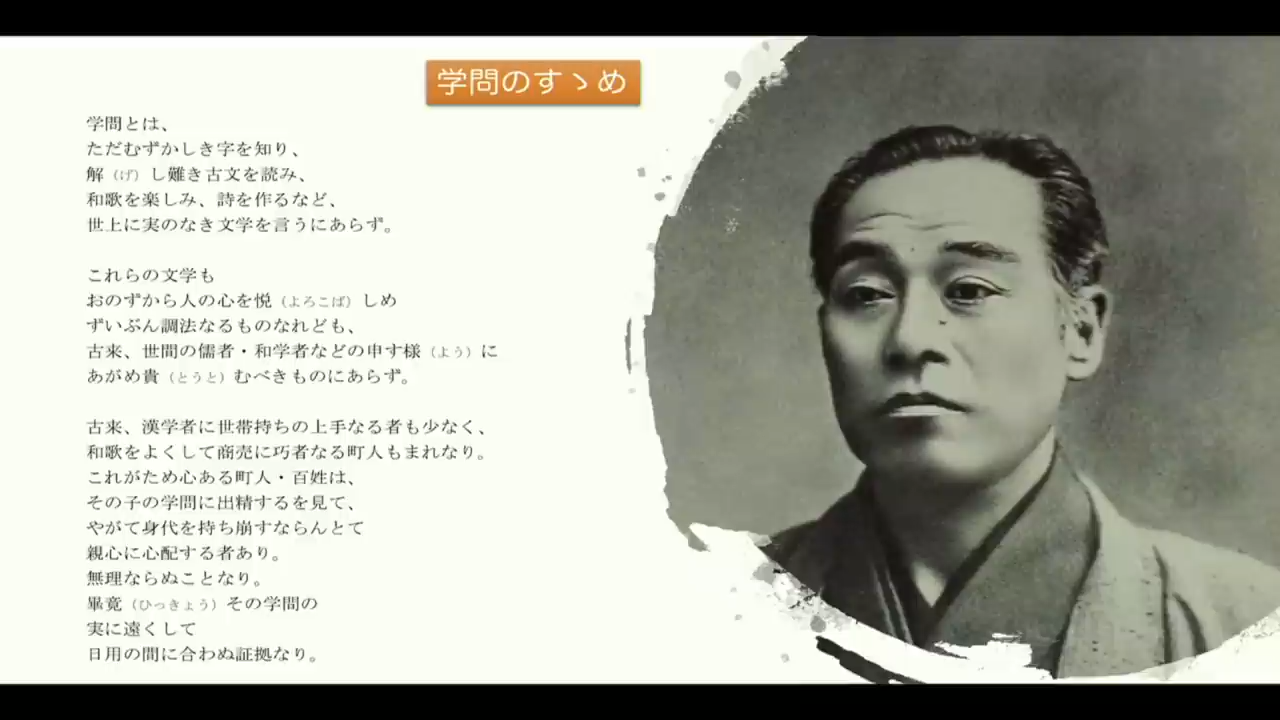 学問のすゝめ
学問とは、
ただむずかしき字を知り、
解（げ）し難き古文を読み、
和歌を楽しみ、詩を作るなど、
世上に実のなき文学を言うにあらず。
これらの文学も
おのずから人の心を悦（よろこば）しめ
ずいぶん調法なるものなれども、
古来、世間の儒者・和学者などの申す様（よう）に
あがめ貴（とうと）むべきものにあらず。
古来、漢学者に世帯持ちの上手なる者も少なく、
和歌をよくして商売に巧者なる町人もまれなり。
これがため心ある町人・百姓は、
その子の学問に出精するを見て、
やがて身代を持ち崩すならんとて
親心に心配する者あり。
無理ならぬことなり。
畢竟（ひっきょう）その学問の
実に遠くして
日用の間に合わぬ証拠なり。